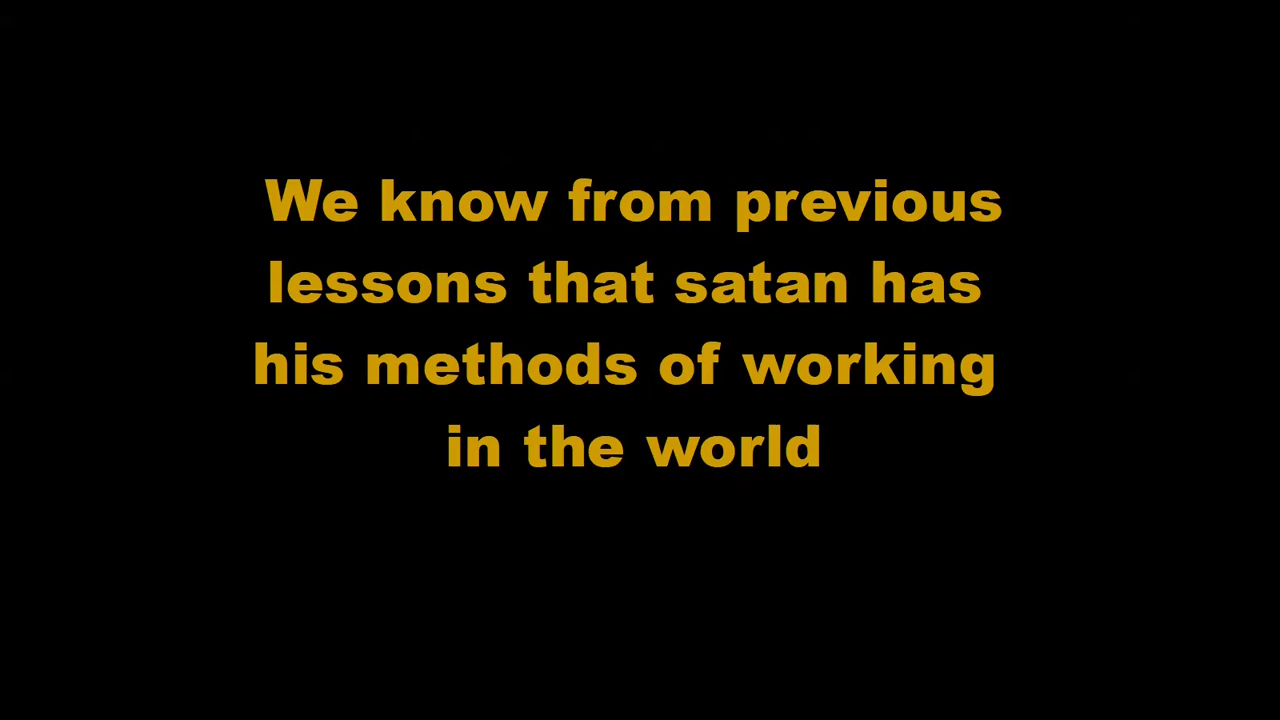 We know from previous
lessons that satan has
his methods of working
in the world